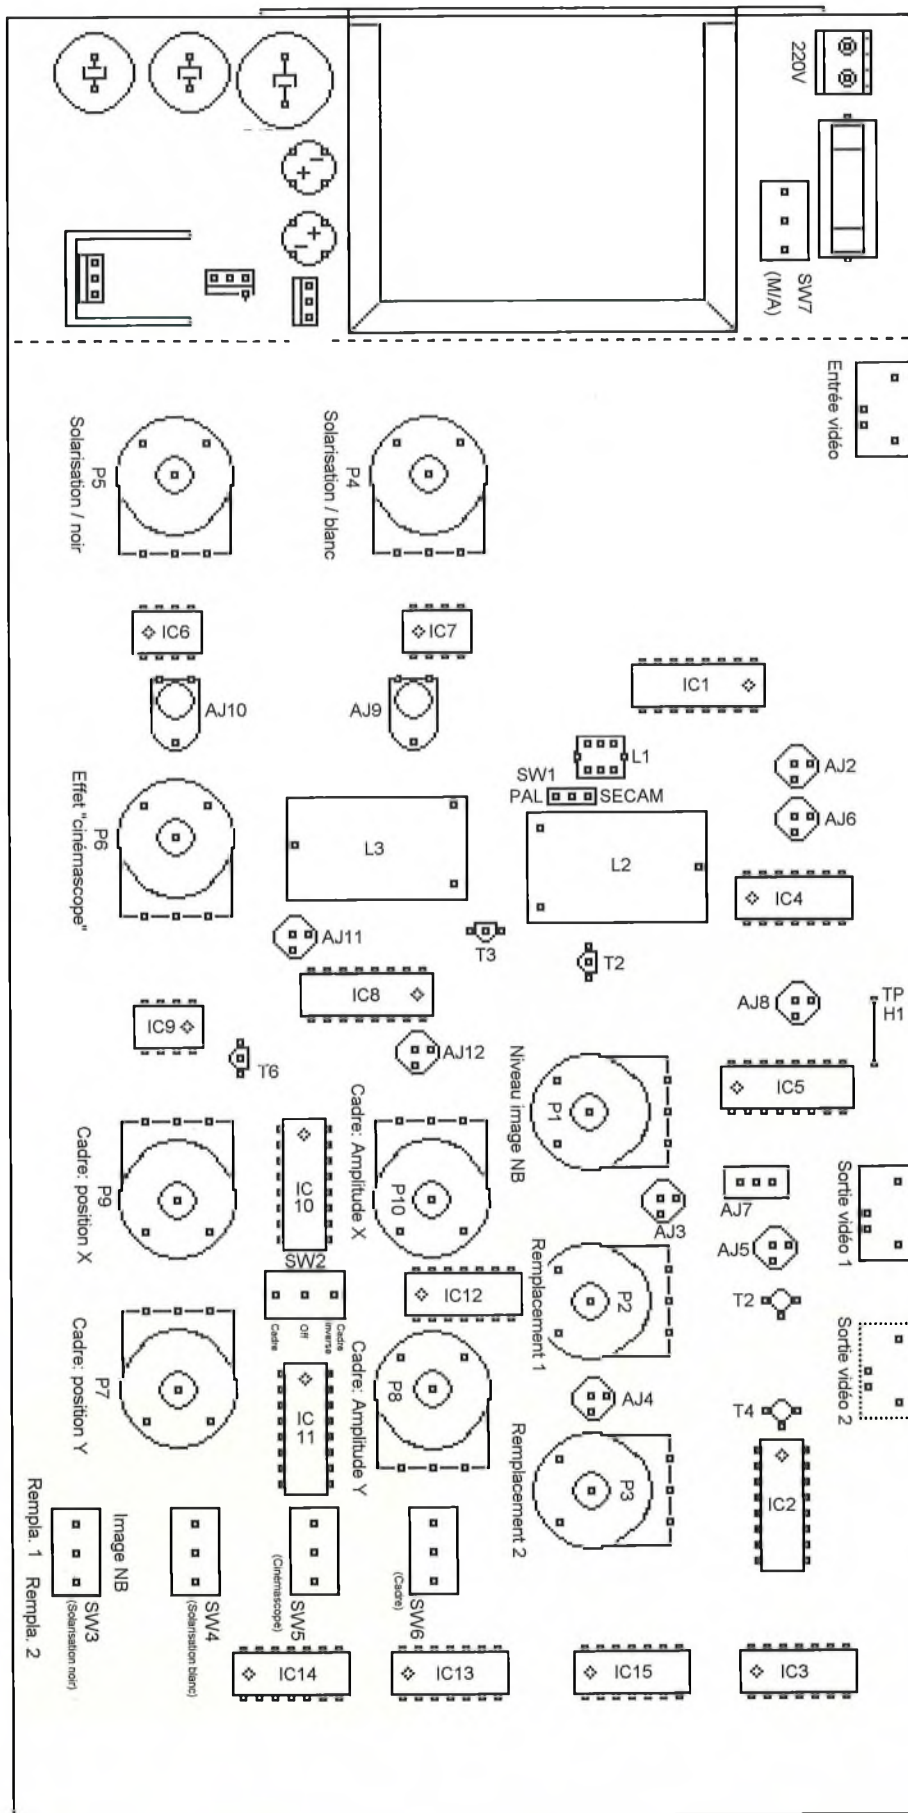 220V
SW7
(M/A)
Entrée vidéo
P5
Solarisation / noir
P4
Solarisation / blanc
IC6
IC7
IC1
AJ10
AJ9
L1
SW1
PAL
SECAM
AJ2
AJ6
P6
Effet "cinémascope"
L3
L2
IC4
AJ11
T3
T2
IC8
AJ8
TP
H1
IC9
T6
AJ12
Niveau image NB
P1
IC5
P9
Cadre: position X
IC
10
Cadre: Amplitude X
P10
AJ3
AJ7
Sortie vidéo 1
AJ5
SW2
Cadre
Off
Cadre
inverse
IC12
Remplacement 1
P2
T2
P7
Cadre: position Y
IC
11
Cadre: Amplitude Y
P8
AJ4
T4
Sortie vidéo 2
Remplacement 2
P3
IC2
Rempla. 1
Rempla. 2
Image NB
SW3
(Solarisation noir)
SW4
(Solarisation blanc)
SW5
(Cinémascope)
SW6
(Cadre)
IC14
IC13
IC15
IC3